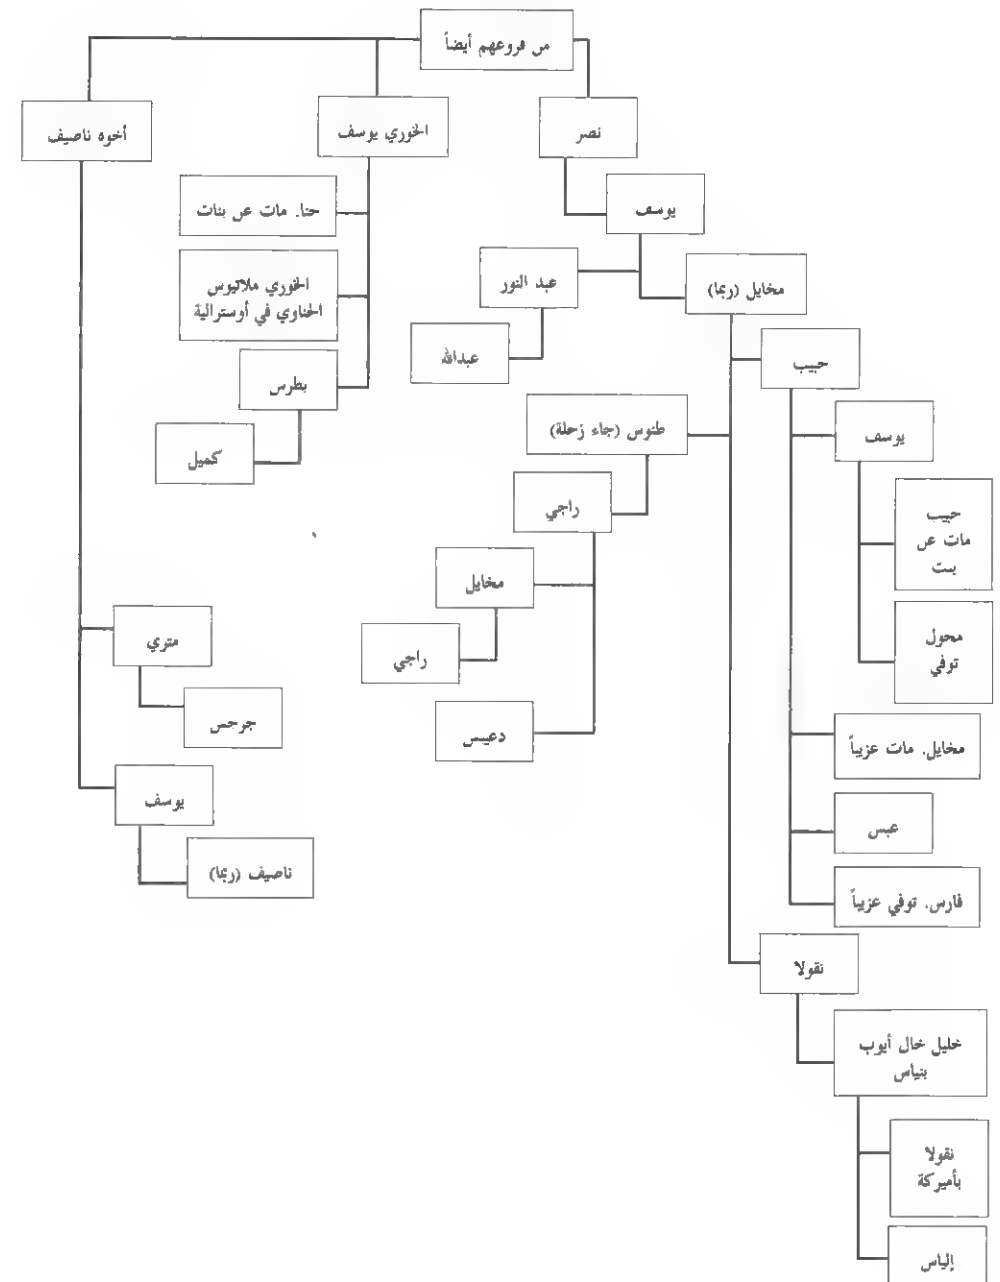 من فروعهم أيضاً
نصر
الخوري يوسف
أخوه ناصيف
يوسف
حنا. مات عن بنات
عبد النور
مخايل (ربما)
الخوري ملاتيوس
الحناوي في أوسترالية
عبدالله
حبيب
بطرس
كميل
طنوس (جاء زحلة)
يوسف
راجي
حبيب
مات عن
بنت
مخايل
راجي
محول
توفي
متري
جرجس
دعيبس
مخايل. مات عزيباً
يوسف
عبس
ناصيف (ربما)
فارس. توفي عزيباً
نقولا
خليل خال أيوب
بنياس
نقولا
بأميركة
إلياس